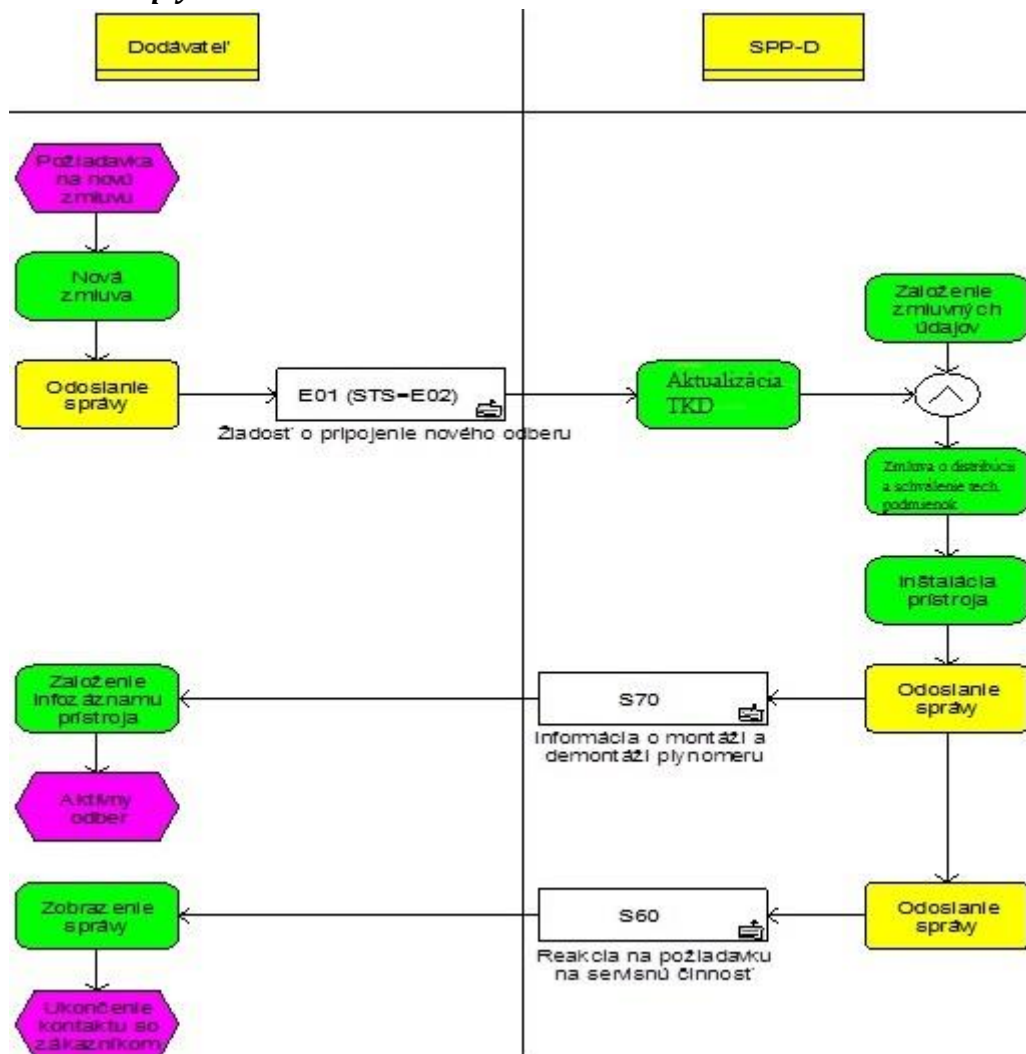 Dodávateľ
SPP-D
Požiadavka
na novú
zmluvu
Nová
zmluva
Odoslanie
správy
E01 (STS=E02)
Žiadosť o pripojenie nového odberu
Aktualizácia
TKD
Založenie
zmluvných
údajov
Zmluva o distribúcii
a schválenie tech.
podmienok
Inštalácia
prístroja
Odoslanie
správy
S70
Informácia o montáži a
demontáži plynomeru
Založenie
infozáznamu
prístroja
Aktívny
odber
Odoslanie
správy
S60
Reakcia na požiadavku
na servisnú činnosť
Zobrazenie
správy
Ukončenie
kontaktu so
zákazníkom